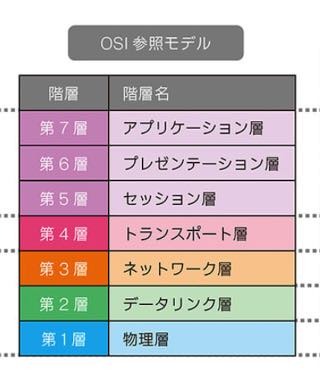 OSI 参照モデル
階層 階層名
第7層 アプリケーション層
第6層 プレゼンテーション層
第5層 セッション層
第4層 トランスポート層
第3層 ネットワーク層
第2層 データリンク層
第1層 物理層